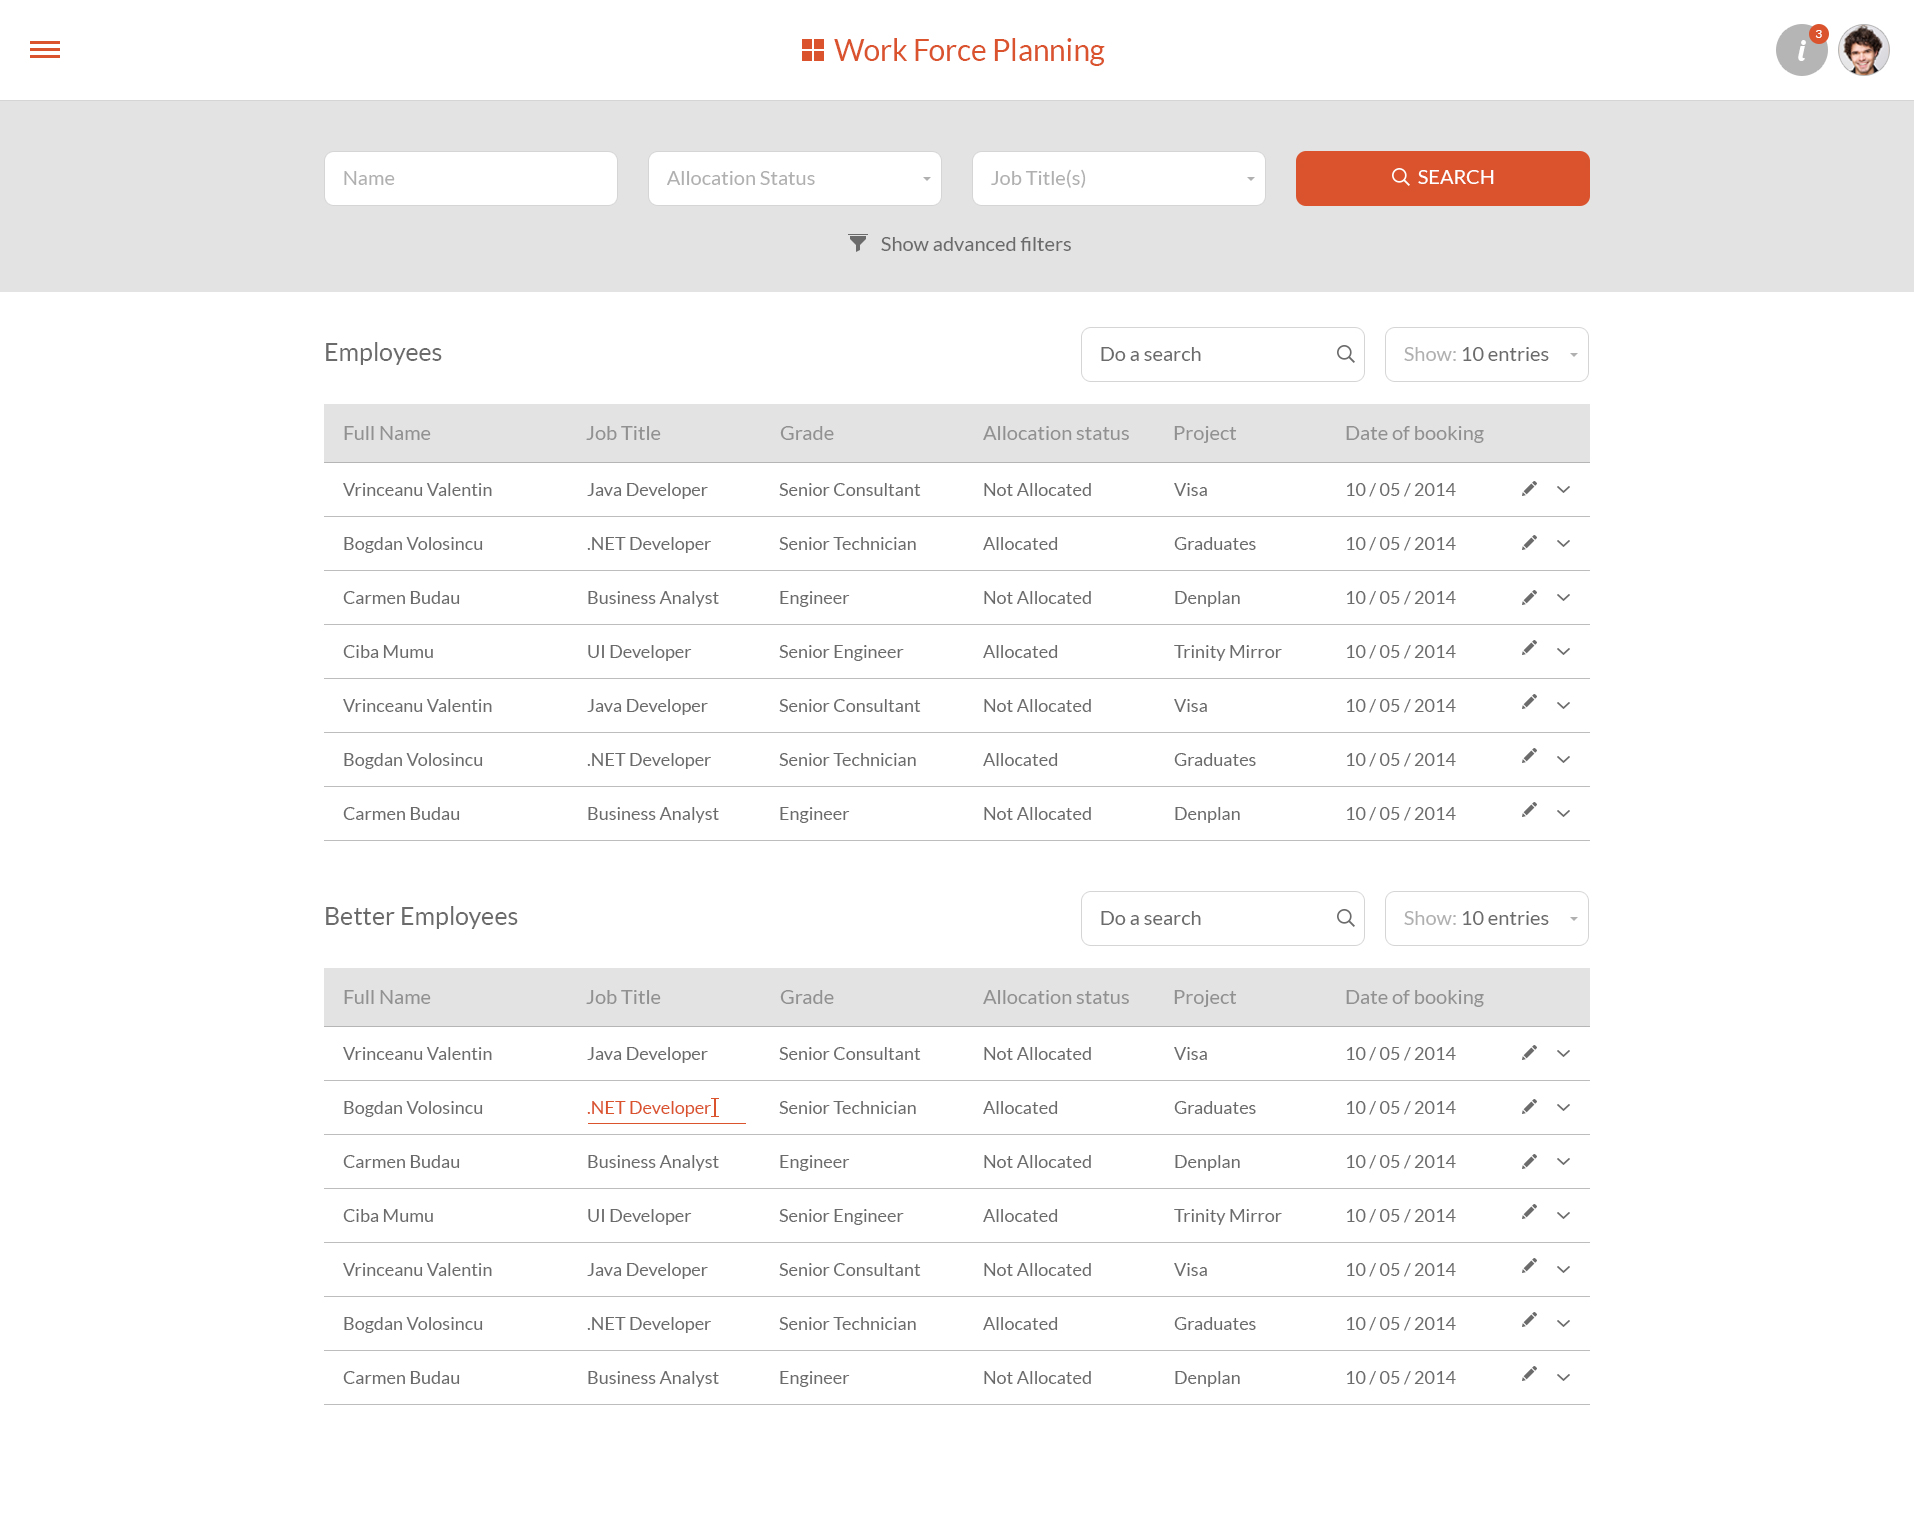 Work Force Planning
i 3
Name Allocation Status Job Title(s) SEARCH
Show advanced filters
Employees Do a search Show: 10 entries
Full Name Job Title Grade Allocation status Project Date of booking
Vrinceanu Valentin Java Developer Senior Consultant Not Allocated Visa 10 / 05 / 2014
Bogdan Volosincu .NET Developer Senior Technician Allocated Graduates 10 / 05 / 2014
Carmen Budau Business Analyst Engineer Not Allocated Denplan 10 / 05 / 2014
Ciba Mumu UI Developer Senior Engineer Allocated Trinity Mirror 10 / 05 / 2014
Vrinceanu Valentin Java Developer Senior Consultant Not Allocated Visa 10 / 05 / 2014
Bogdan Volosincu .NET Developer Senior Technician Allocated Graduates 10 / 05 / 2014
Carmen Budau Business Analyst Engineer Not Allocated Denplan 10 / 05 / 2014
Better Employees Do a search Show: 10 entries
Full Name Job Title Grade Allocation status Project Date of booking
Vrinceanu Valentin Java Developer Senior Consultant Not Allocated Visa 10 / 05 / 2014
Bogdan Volosincu .NET Developer Senior Technician Allocated Graduates 10 / 05 / 2014
Carmen Budau Business Analyst Engineer Not Allocated Denplan 10 / 05 / 2014
Ciba Mumu UI Developer Senior Engineer Allocated Trinity Mirror 10 / 05 / 2014
Vrinceanu Valentin Java Developer Senior Consultant Not Allocated Visa 10 / 05 / 2014
Bogdan Volosincu .NET Developer Senior Technician Allocated Graduates 10 / 05 / 2014
Carmen Budau Business Analyst Engineer Not Allocated Denplan 10 / 05 / 2014